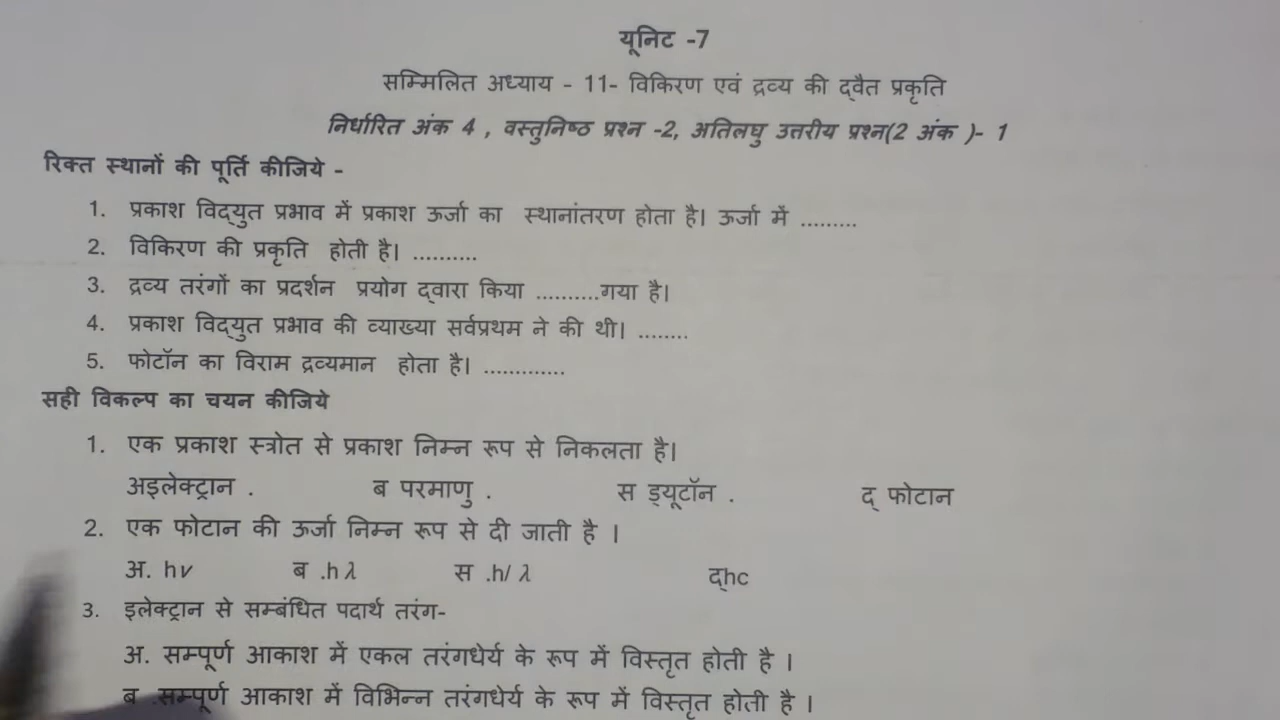 यूनिट -7
सम्मिलित अध्याय - 11- विकिरण एवं द्रव्य की द्वैत प्रकृति
निर्धारित अंक 4 , वस्तुनिष्ठ प्रश्न -2, अतिलघु उत्तरीय प्रश्न(2 अंक )- 1
रिक्त स्थानों की पूर्ति कीजिये -
1. प्रकाश विद्युत प्रभाव में प्रकाश ऊर्जा का स्थानांतरण होता है। ऊर्जा में .........
2. विकिरण की प्रकृति होती है। ..........
3. द्रव्य तरंगों का प्रदर्शन प्रयोग द्वारा किया ..........गया है।
4. प्रकाश विद्युत प्रभाव की व्याख्या सर्वप्रथम ने की थी। ........
5. फोटॉन का विराम द्रव्यमान होता है। .............
सही विकल्प का चयन कीजिये
1. एक प्रकाश स्त्रोत से प्रकाश निम्न रूप से निकलता है।
अइलेक्ट्रान . ब परमाणु . स ड्यूटॉन . द् फोटान
2. एक फोटान की ऊर्जा निम्न रूप से दी जाती है ।
अ. hν ब .h λ स .h/ λ द्hc
3. इलेक्ट्रान से सम्बंधित पदार्थ तरंग-
अ. सम्पूर्ण आकाश में एकल तरंगधेर्य के रूप में विस्तृत होती है ।
ब .सम्पूर्ण आकाश में विभिन्न तरंगधेर्य के रूप में विस्तृत होती है ।